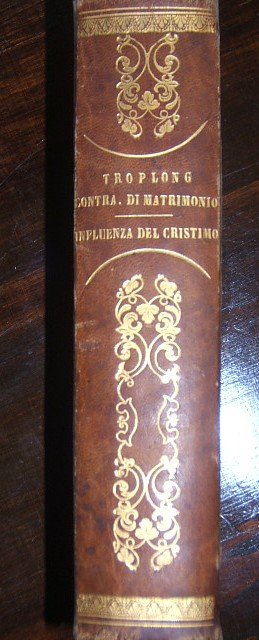 TROPLONG
CONTRA. DI MATRIMONIO
INFLUENZA DEL CRISTIMO